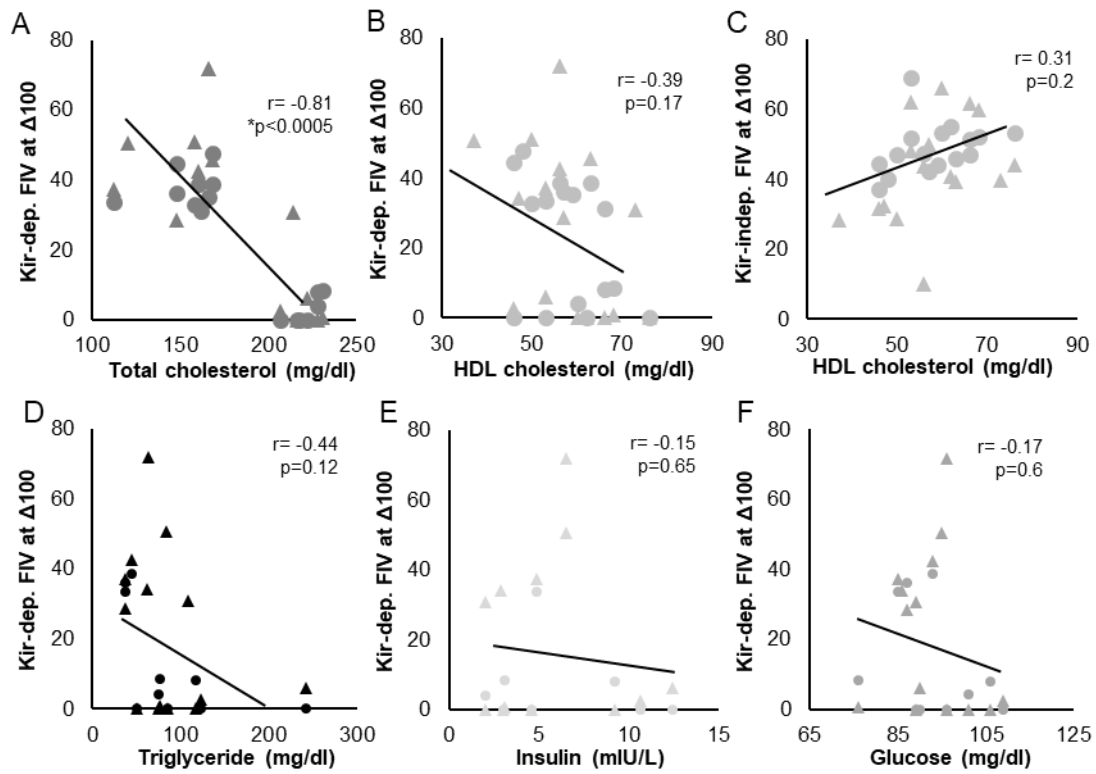 A
Kir-dep. FIV at Δ100
80
60
40
20
0
100
150
200
250
Total cholesterol (mg/dl)
r= -0.81
*p<0.0005
B
Kir-dep. FIV at Δ100
80
60
40
20
0
30
50
70
90
HDL cholesterol (mg/dl)
r= -0.39
p=0.17
C
Kir-indep. FIV at Δ100
80
60
40
20
0
30
50
70
90
HDL cholesterol (mg/dl)
r= 0.31
p=0.2
D
Kir-dep. FIV at Δ100
80
60
40
20
0
0
100
200
300
Triglyceride (mg/dl)
r= -0.44
p=0.12
E
Kir-dep. FIV at Δ100
80
60
40
20
0
0
5
10
15
Insulin (mIU/L)
r= -0.15
p=0.65
F
Kir-dep. FIV at Δ100
80
60
40
20
0
65
85
105
125
Glucose (mg/dl)
r= -0.17
p=0.6